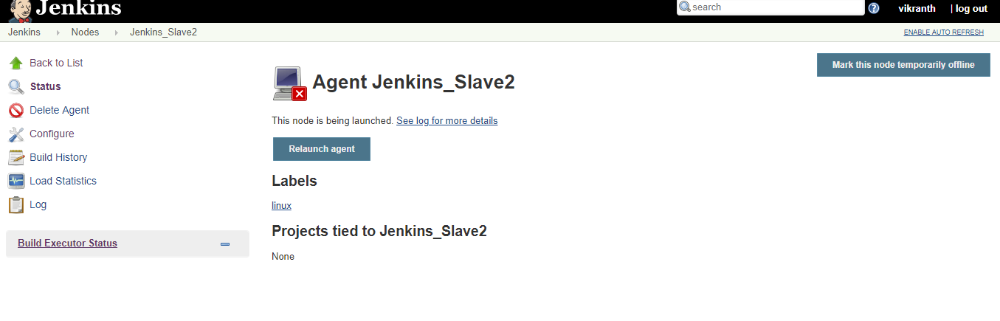 Jenkins
search
vikranth | log out
Jenkins Nodes Jenkins_Slave2
ENABLE AUTO REFRESH
Back to List
Status
Delete Agent
Configure
Build History
Load Statistics
Log
Build Executor Status
Mark this node temporarily offline
Agent Jenkins_Slave2
This node is being launched. See log for more details
Relaunch agent
Labels
linux
Projects tied to Jenkins_Slave2
None